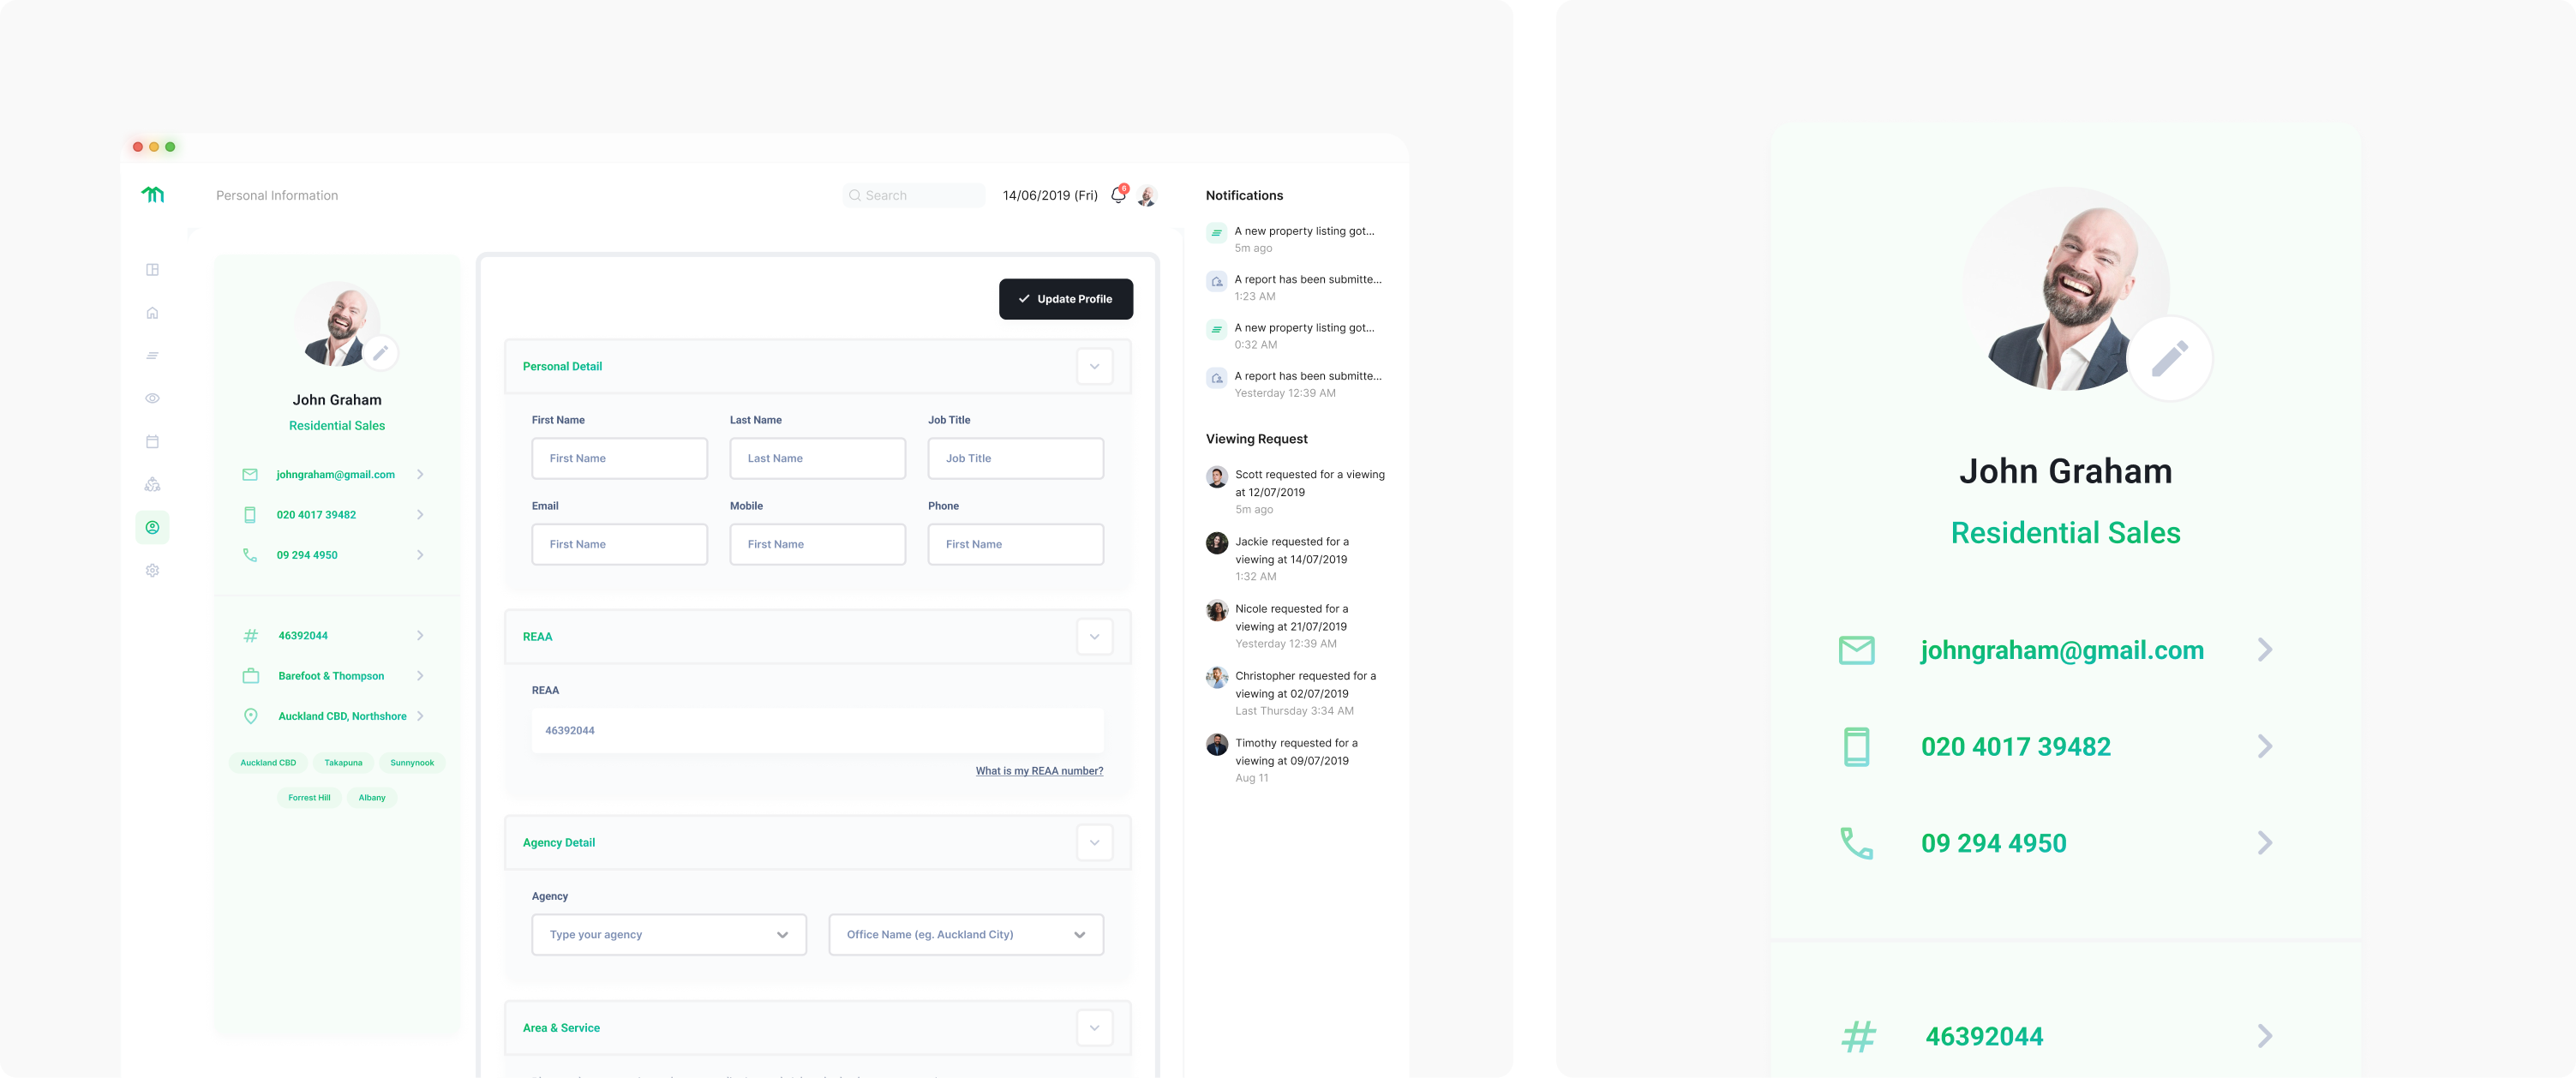 Personal Information
Search
14/06/2019 (Fri)
6
John Graham
Residential Sales
johngraham@gmail.com
020 4017 39482
09 294 4950
# 46392044
Barefoot & Thompson
Auckland CBD, Northshore
Auckland CBD Takapuna Sunnynook
Forrest Hill Albany
Update Profile
Personal Detail
First Name Last Name Job Title
First Name Last Name Job Title
Email Mobile Phone
First Name First Name First Name
REAA
REAA
46392044
What is my REAA number?
Agency Detail
Agency
Type your agency Office Name (eg. Auckland City)
Area & Service
Notifications
A new property listing got...
5m ago
A report has been submitte...
1:23 AM
A new property listing got...
0:32 AM
A report has been submitte...
Yesterday 12:39 AM
Viewing Request
Scott requested for a viewing
at 12/07/2019
5m ago
Jackie requested for a
viewing at 14/07/2019
1:32 AM
Nicole requested for a
viewing at 21/07/2019
Yesterday 12:39 AM
Christopher requested for a
viewing at 02/07/2019
Last Thursday 3:34 AM
Timothy requested for a
viewing at 09/07/2019
Aug 11
John Graham
Residential Sales
johngraham@gmail.com
020 4017 39482
09 294 4950
# 46392044